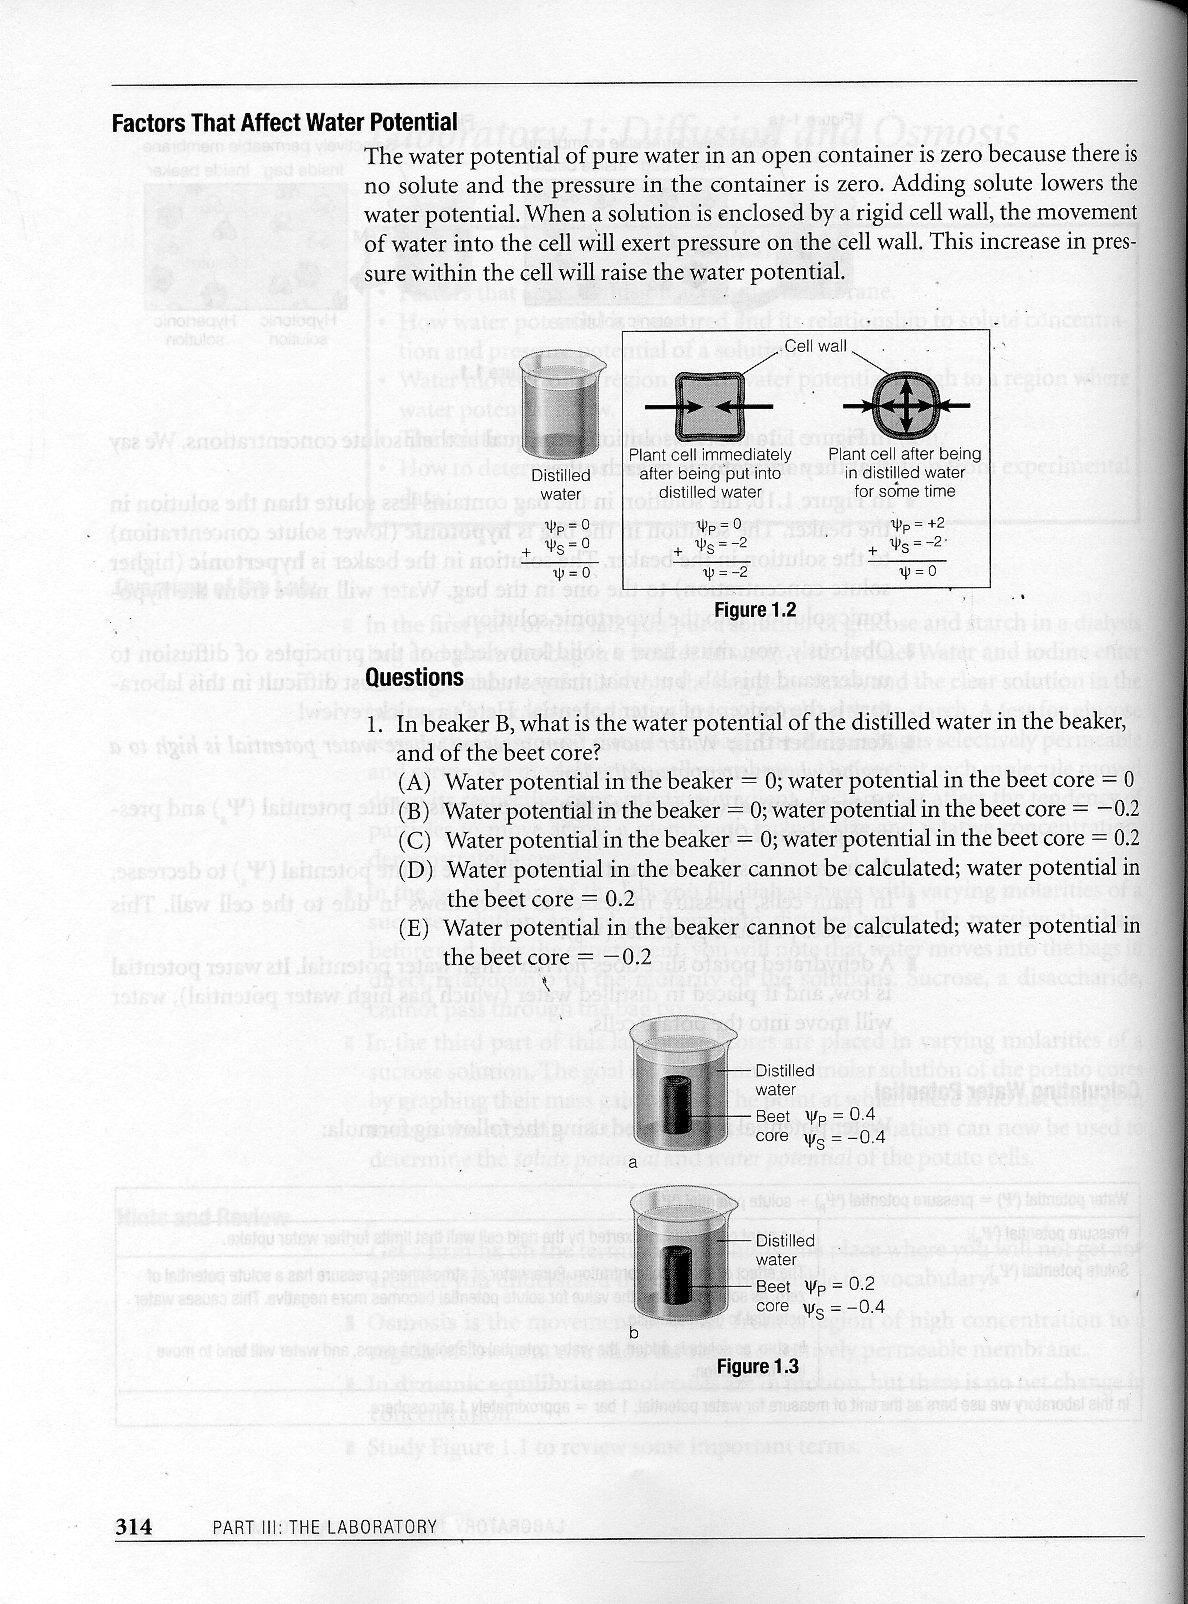 Factors That Affect Water Potential
The water potential of pure water in an open container is zero because there is
no solute and the pressure in the container is zero. Adding solute lowers the
water potential. When a solution is enclosed by a rigid cell wall, the movement
of water into the cell will exert pressure on the cell wall. This increase in pres-
sure within the cell will raise the water potential.
Cell wall
Distilled
water
ψP = 0
+ ψS = 0
ψ = 0
Plant cell immediately
after being put into
distilled water
ψP = 0
+ ψS = -2
ψ = -2
Plant cell after being
in distilled water
for some time
ψP = +2
+ ψS = -2
ψ = 0
Figure 1.2
Questions
1. In beaker B, what is the water potential of the distilled water in the beaker,
and of the beet core?
(A) Water potential in the beaker = 0; water potential in the beet core = 0
(B) Water potential in the beaker = 0; water potential in the beet core = −0.2
(C) Water potential in the beaker = 0; water potential in the beet core = 0.2
(D) Water potential in the beaker cannot be calculated; water potential in
the beet core = 0.2
(E) Water potential in the beaker cannot be calculated; water potential in
the beet core = −0.2
Distilled
water
Beet ψP = 0.4
core ψS = −0.4
a
Distilled
water
Beet ψP = 0.2
core ψS = −0.4
b
Figure 1.3
314 PART III: THE LABORATORY